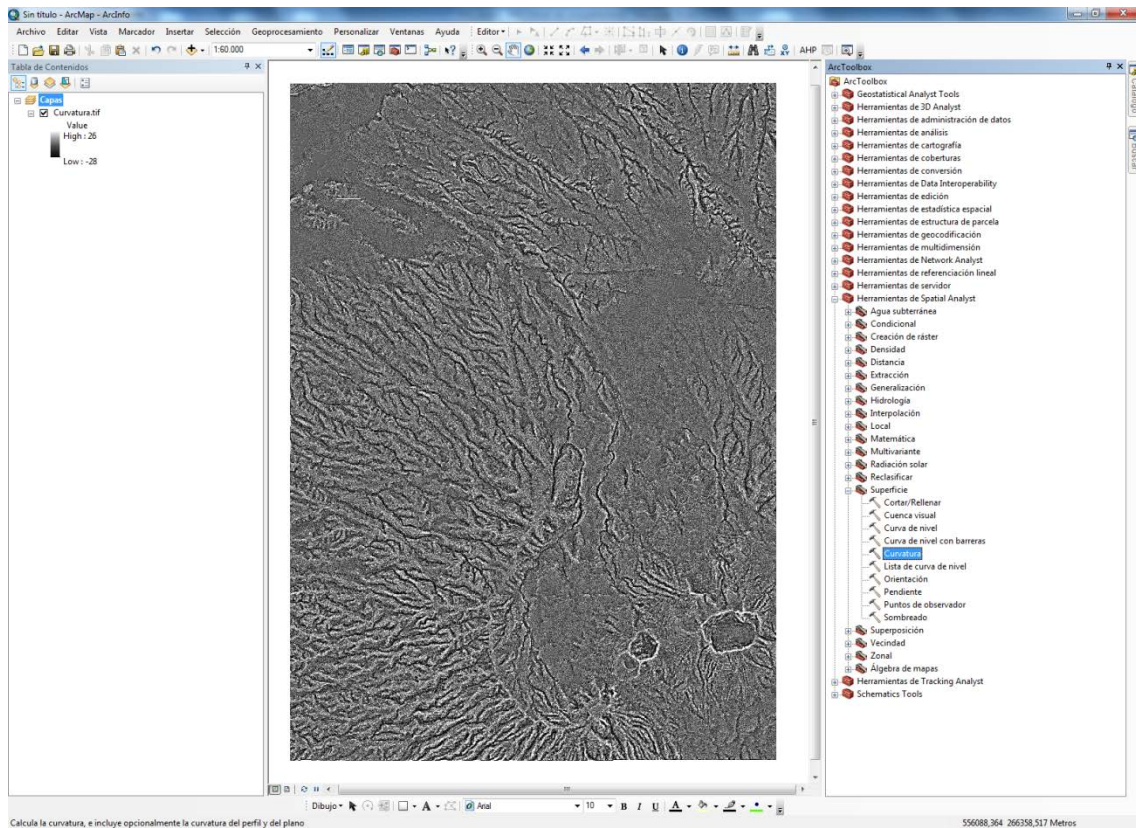 Sin título - ArcMap - ArcInfo
Archivo Editar Vista Marcador Insertar Selección Geoprocesamiento Personalizar Ventanas Ayuda Editor
1:60.000 AHP
Tabla de Contenidos
Capas
Curvatura.tif
Value
High : 26
Low : -28
ArcToolbox
ArcToolbox
Geostatistical Analyst Tools
Herramientas de 3D Analyst
Herramientas de administración de datos
Herramientas de análisis
Herramientas de cartografía
Herramientas de coberturas
Herramientas de conversión
Herramientas de Data Interoperability
Herramientas de edición
Herramientas de estadística espacial
Herramientas de estructura de parcela
Herramientas de geocodificación
Herramientas de multidimensión
Herramientas de Network Analyst
Herramientas de referenciación lineal
Herramientas de servidor
Herramientas de Spatial Analyst
Agua subterránea
Condicional
Creación de ráster
Densidad
Distancia
Extracción
Generalización
Hidrología
Interpolación
Local
Matemática
Multivariante
Radiación solar
Reclasificar
Superficie
Cortar/Rellenar
Cuenca visual
Curva de nivel
Curva de nivel con barreras
Curvatura
Lista de curva de nivel
Orientación
Pendiente
Puntos de observador
Sombreado
Superposición
Vecindad
Zonal
Álgebra de mapas
Herramientas de Tracking Analyst
Schematics Tools
Dibujo A Arial 10 B I U A
Calcula la curvatura, e incluye opcionalmente la curvatura del perfil y del plano
556088,364 266358,517 Metros